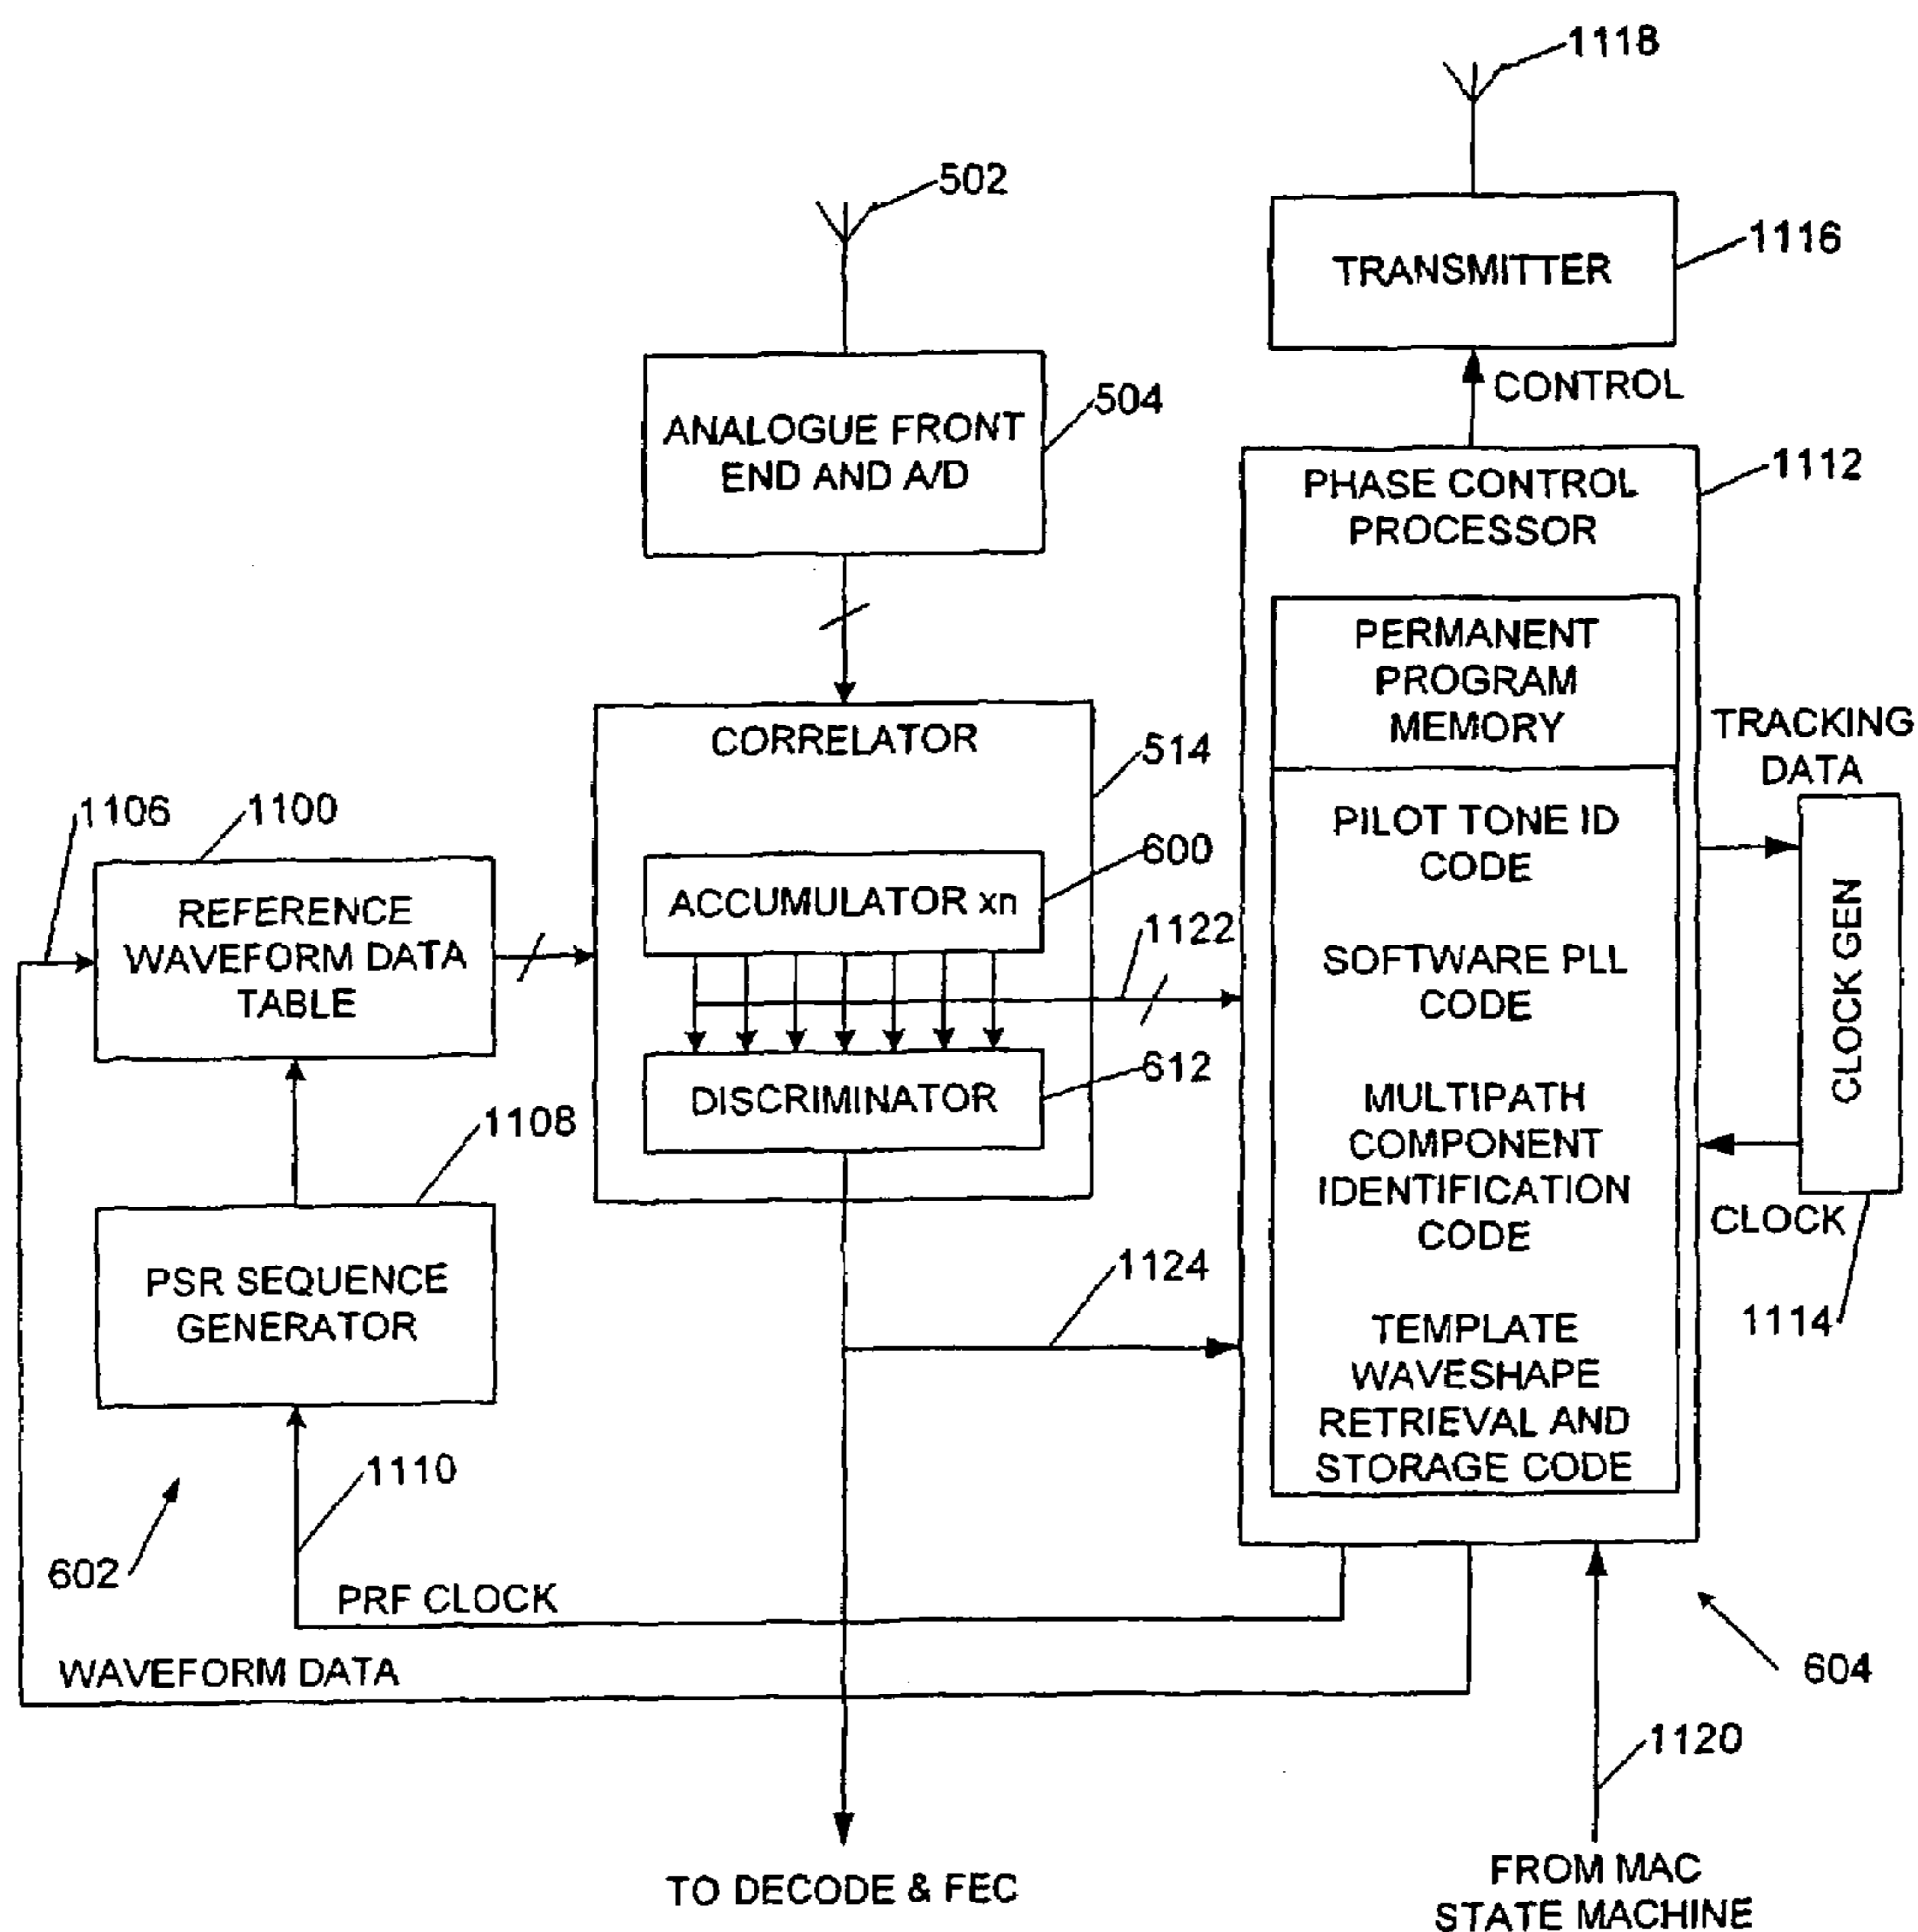 1118
502
1116
TRANSMITTER
CONTROL
504
ANALOGUE FRONT
END AND A/D
1112
PHASE CONTROL
PROCESSOR
PERMANENT
PROGRAM
MEMORY
CORRELATOR
514
TRACKING
DATA
1106
1100
PILOT TONE ID
CODE
600
ACCUMULATOR xn
REFERENCE
WAVEFORM DATA
TABLE
1122
SOFTWARE PLL
CODE
CLOCK GEN
612
DISCRIMINATOR
1108
MULTIPATH
COMPONENT
IDENTIFICATION
CODE
CLOCK
PSR SEQUENCE
GENERATOR
1124
1114
TEMPLATE
WAVESHAPE
RETRIEVAL AND
STORAGE CODE
1110
602
PRF CLOCK
WAVEFORM DATA
604
1120
TO DECODE & FEC
FROM MAC
STATE MACHINE